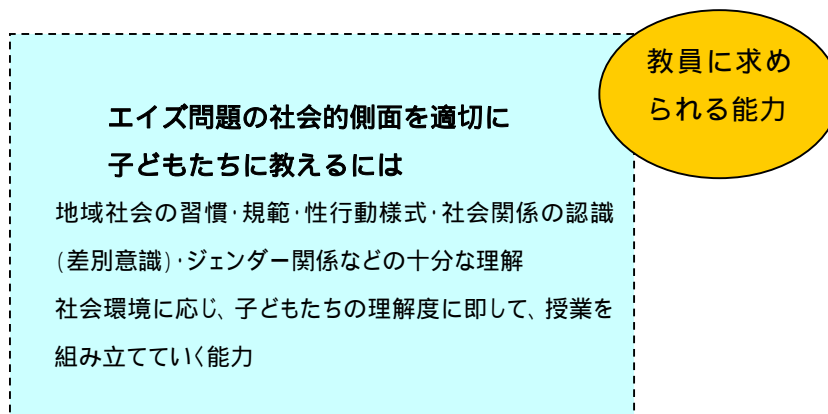 教員に求め
られる能力
エイズ問題の社会的側面を適切に
子どもたちに教えるには
地域社会の習慣･規範･性行動様式･社会関係の認識
(差別意識)･ジェンダー関係などの十分な理解
社会環境に応じ、子どもたちの理解度に即して、授業を
組み立てていく能力